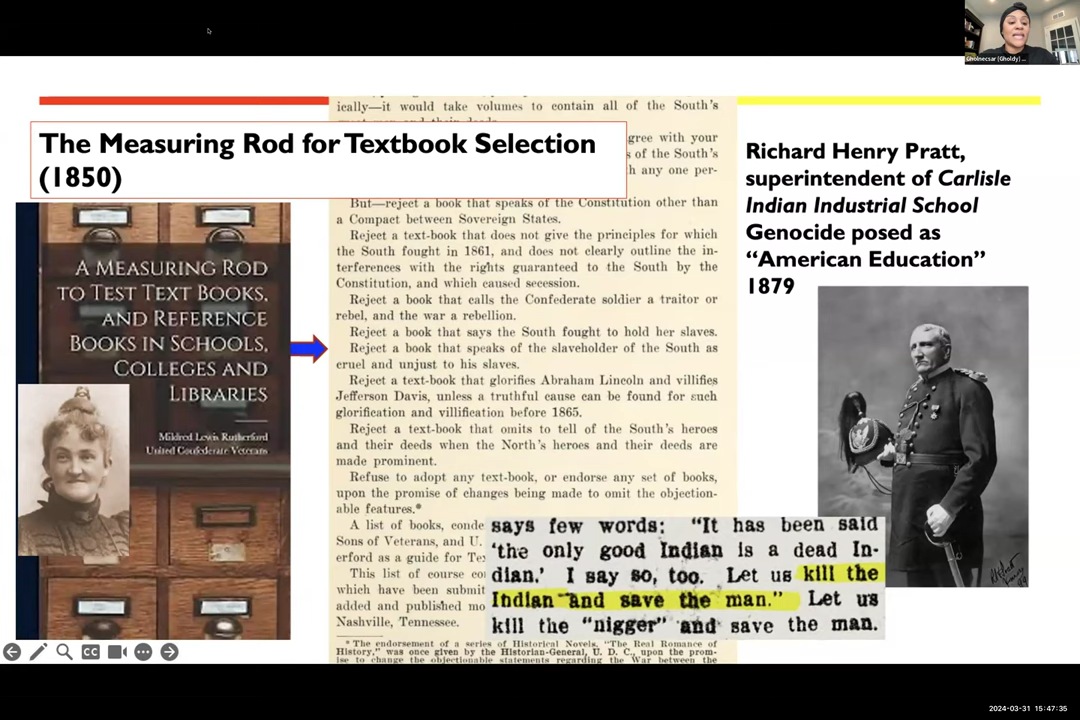 Gholnecsar (Gholdy) ...
The Measuring Rod for Textbook Selection
(1850)
A MEASURING ROD
TO TEST TEXT BOOKS,
AND REFERENCE
BOOKS IN SCHOOLS,
COLLEGES AND
LIBRARIES
Mildred Lewis Rutherford
United Confederate Veterans
ically—it would take volumes to contain all of the South's
gree with your
s of the South's
h any one per-
But—reject a book that speaks of the Constitution other than
a Compact between Sovereign States.
Reject a text-book that does not give the principles for which
the South fought in 1861, and does not clearly outline the in-
terferences with the rights guaranteed to the South by the
Constitution, and which caused secession.
Reject a book that calls the Confederate soldier a traitor or
rebel, and the war a rebellion.
Reject a book that says the South fought to hold her slaves.
Reject a book that speaks of the slaveholder of the South as
cruel and unjust to his slaves.
Reject a text-book that glorifies Abraham Lincoln and villifies
Jefferson Davis, unless a truthful cause can be found for such
glorification and villification before 1865.
Reject a text-book that omits to tell of the South's heroes
and their deeds when the North's heroes and their deeds are
made prominent.
Refuse to adopt any text-book, or endorse any set of books,
upon the promise of changes being made to omit the objection-
able features.*
A list of books, conde
Sons of Veterans, and U.
erford as a guide for Te
This list of course co
which have been submit
added and published mo
Nashville, Tennessee.
* The endorsement of a series of Historical Novels, "The Real Romance of
History," was once given by the Historian-General, U. D. C., upon the prom-
ise to change the objectionable statements regarding the War between the
says few words: "It has been said
'the only good Indian is a dead In-
dian.' I say so, too. Let us kill the
Indian and save the man." Let us
kill the "nigger" and save the man.
Richard Henry Pratt,
superintendent of Carlisle
Indian Industrial School
Genocide posed as
“American Education”
1879
CC
2024-03-31 15:47:35